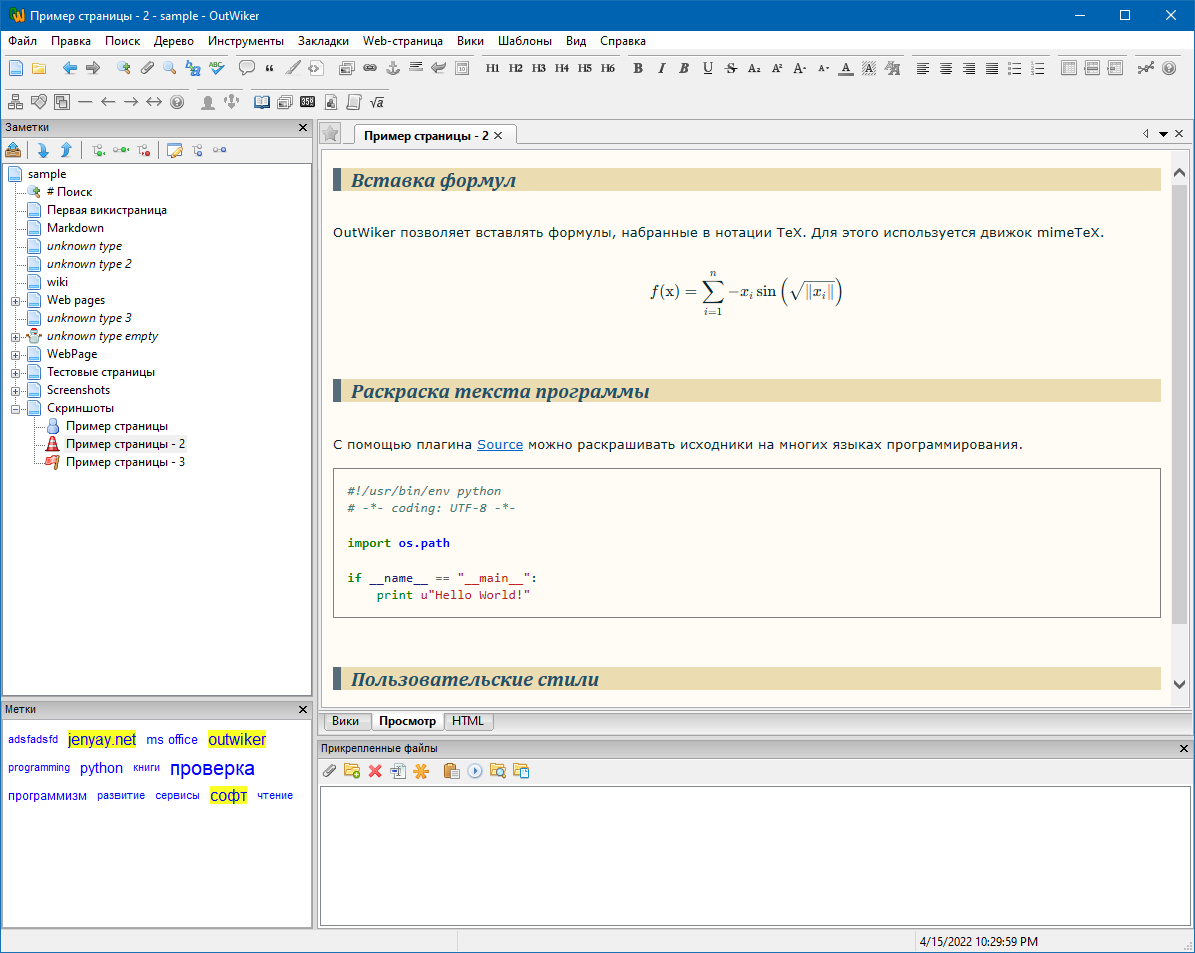 Пример страницы - 2 - sample - OutWiker
Файл Правка Поиск Дерево Инструменты Закладки Web-страница Вики Шаблоны Вид Справка
H1 H2 H3 H4 H5 H6 B I B U S A₂ A² A A A A
√a
Заметки
sample
# Поиск
Первая викистраница
Markdown
unknown type
unknown type 2
wiki
Web pages
unknown type 3
unknown type empty
WebPage
Тестовые страницы
Screenshots
Скриншоты
Пример страницы
Пример страницы - 2
Пример страницы - 3
Метки
adsfadsfd jenyay.net ms office outwiker
programming python книги проверка
программизм развитие сервисы софт чтение
Пример страницы - 2
Вставка формул
OutWiker позволяет вставлять формулы, набранные в нотации TeX. Для этого используется движок mimeTeX.
f(x) = ∑_{i=1}^{n} −x_i sin(√‖x_i‖)
Раскраска текста программы
С помощью плагина Source можно раскрашивать исходники на многих языках программирования.
#!/usr/bin/env python
# -*- coding: UTF-8 -*-
import os.path
if __name__ == "__main__":
    print u"Hello World!"
Пользовательские стили
Вики Просмотр HTML
Прикрепленные файлы
4/15/2022 10:29:59 PM